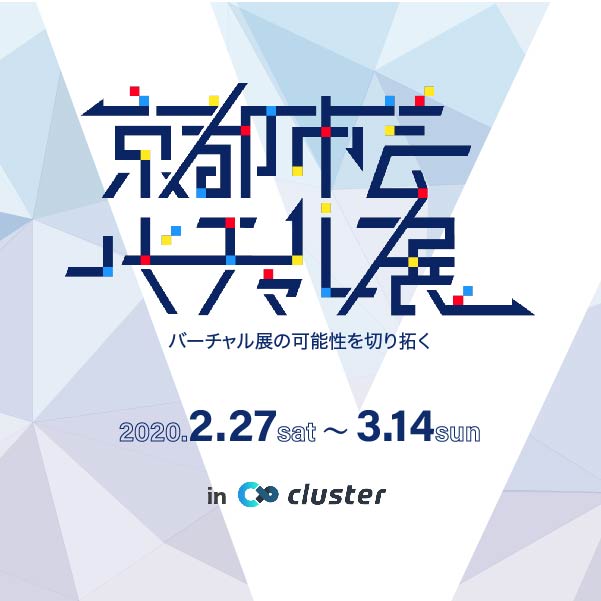 京都市立芸
バーチャル展
バーチャル展の可能性を切り拓く
2020.2.27sat〜3.14sun
in cluster